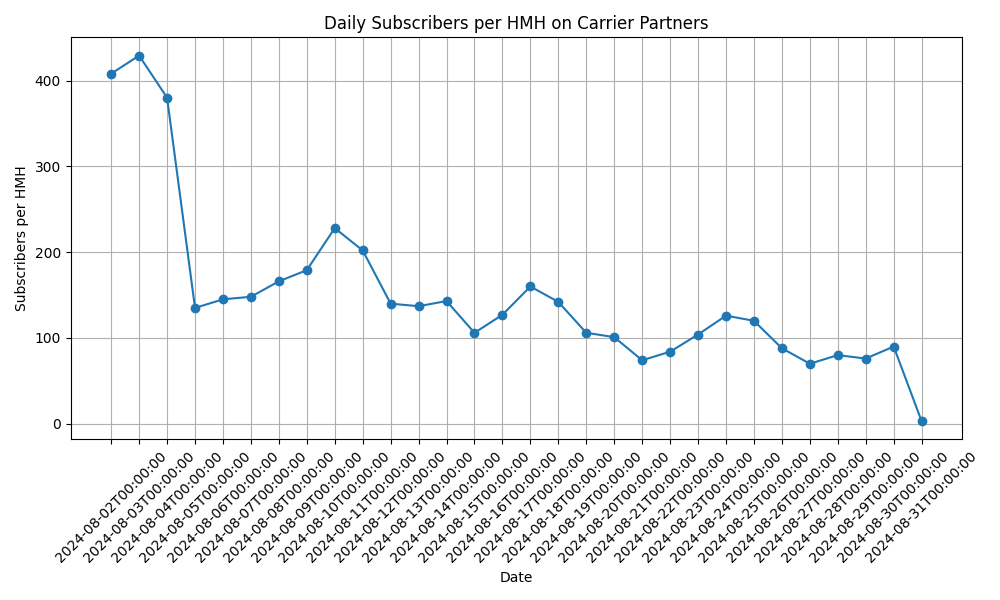 Daily Subscribers per HMH on Carrier Partners
Subscribers per HMH
400
300
200
100
0
2024-08-02T00:00:00
2024-08-03T00:00:00
2024-08-04T00:00:00
2024-08-05T00:00:00
2024-08-06T00:00:00
2024-08-07T00:00:00
2024-08-08T00:00:00
2024-08-09T00:00:00
2024-08-10T00:00:00
2024-08-11T00:00:00
2024-08-12T00:00:00
2024-08-13T00:00:00
2024-08-14T00:00:00
2024-08-15T00:00:00
2024-08-16T00:00:00
2024-08-17T00:00:00
2024-08-18T00:00:00
2024-08-19T00:00:00
2024-08-20T00:00:00
2024-08-21T00:00:00
2024-08-22T00:00:00
2024-08-23T00:00:00
2024-08-24T00:00:00
2024-08-25T00:00:00
2024-08-26T00:00:00
2024-08-27T00:00:00
2024-08-28T00:00:00
2024-08-29T00:00:00
2024-08-30T00:00:00
2024-08-31T00:00:00
Date